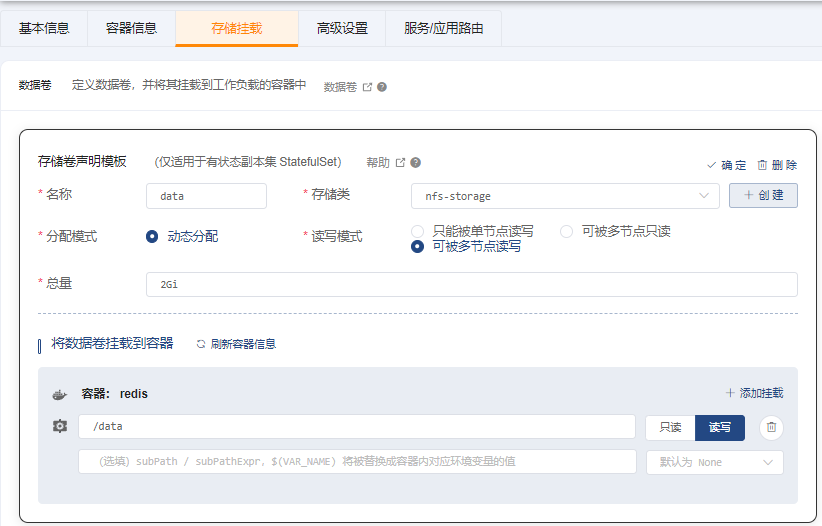 基本信息 容器信息 存储挂载 高级设置 服务/应用路由
数据卷 定义数据卷，并将其挂载到工作负载的容器中 数据卷
存储卷声明模板 (仅适用于有状态副本集 StatefulSet) 帮助 确 定 删 除
* 名称 data * 存储类 nfs-storage 创 建
* 分配模式 动态分配 * 读写模式 只能被单节点读写 可被多节点只读
可被多节点读写
* 总量 2Gi
将数据卷挂载到容器 刷新容器信息
容器： redis 添加挂载
/data 只读 读写
(选填) subPath / subPathExpr，$(VAR_NAME) 将被替换成容器内对应环境变量的值 默认为 None